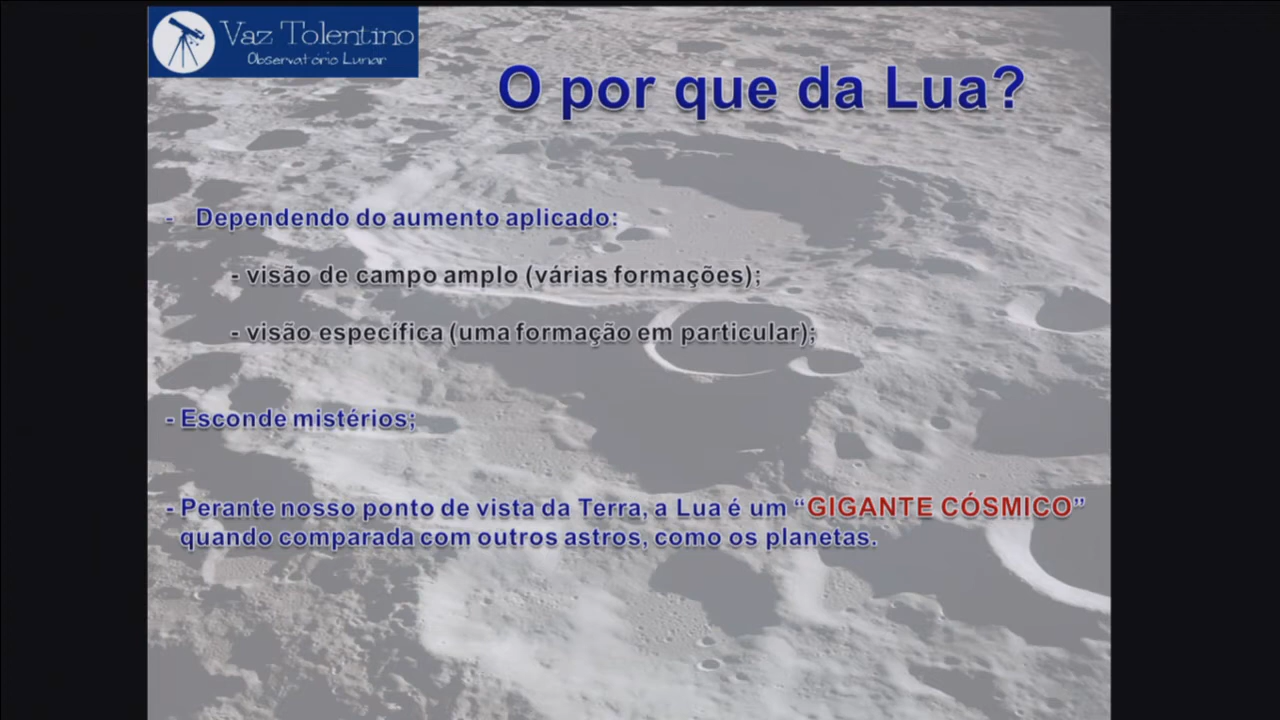 Vaz Tolentino
Observatório Lunar
O por que da Lua?
- Dependendo do aumento aplicado:
- visão de campo amplo (várias formações);
- visão específica (uma formação em particular);
- Esconde mistérios;
- Perante nosso ponto de vista da Terra, a Lua é um “GIGANTE CÓSMICO”
quando comparada com outros astros, como os planetas.